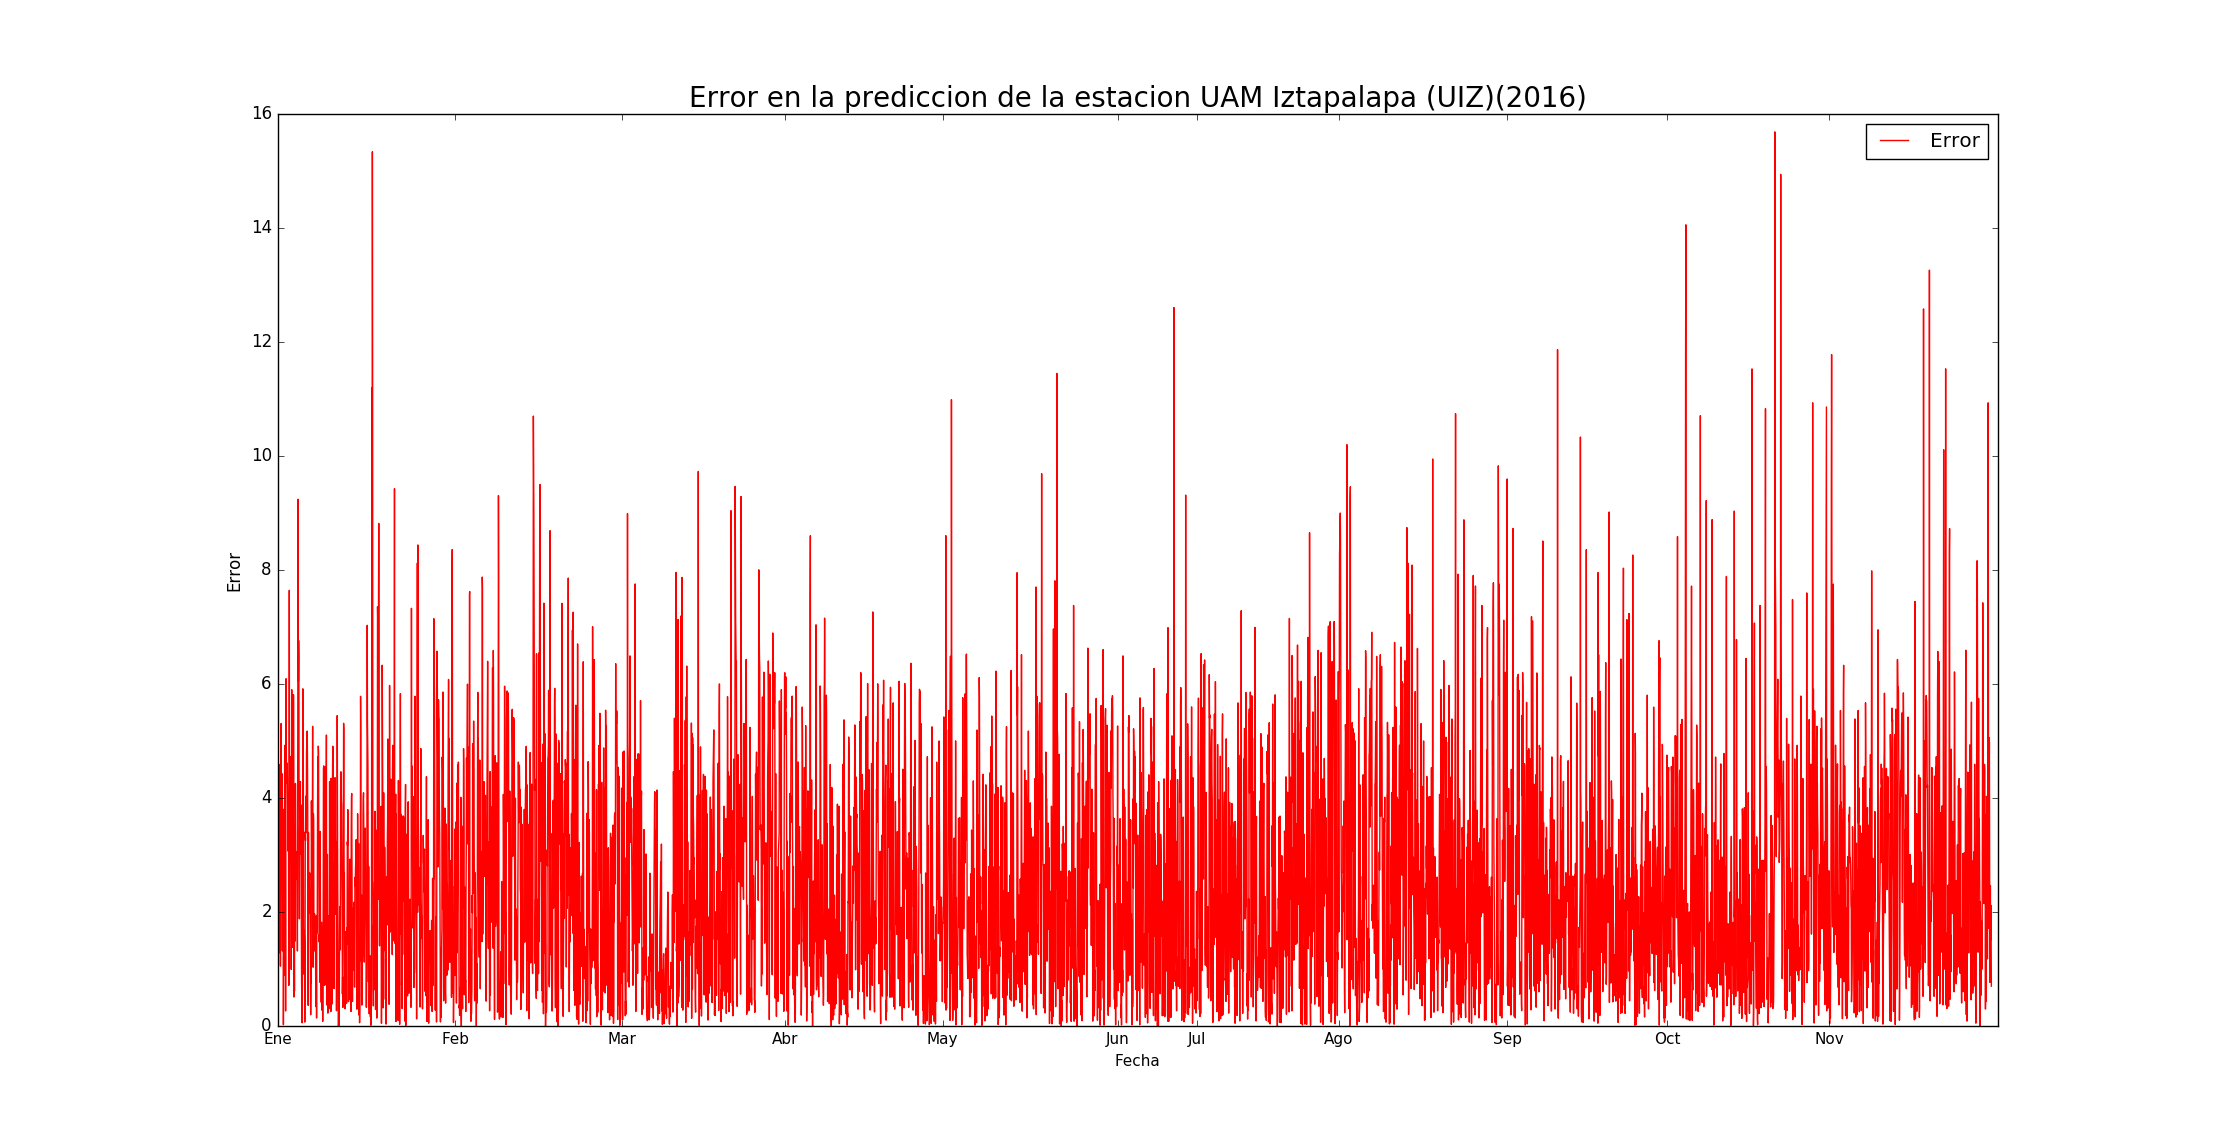 Error en la prediccion de la estacion UAM Iztapalapa (UIZ)(2016)
16
Error
14
12
10
8
Error
6
4
2
0
Ene Feb Mar Abr May Jun Jul Ago Sep Oct Nov
Fecha